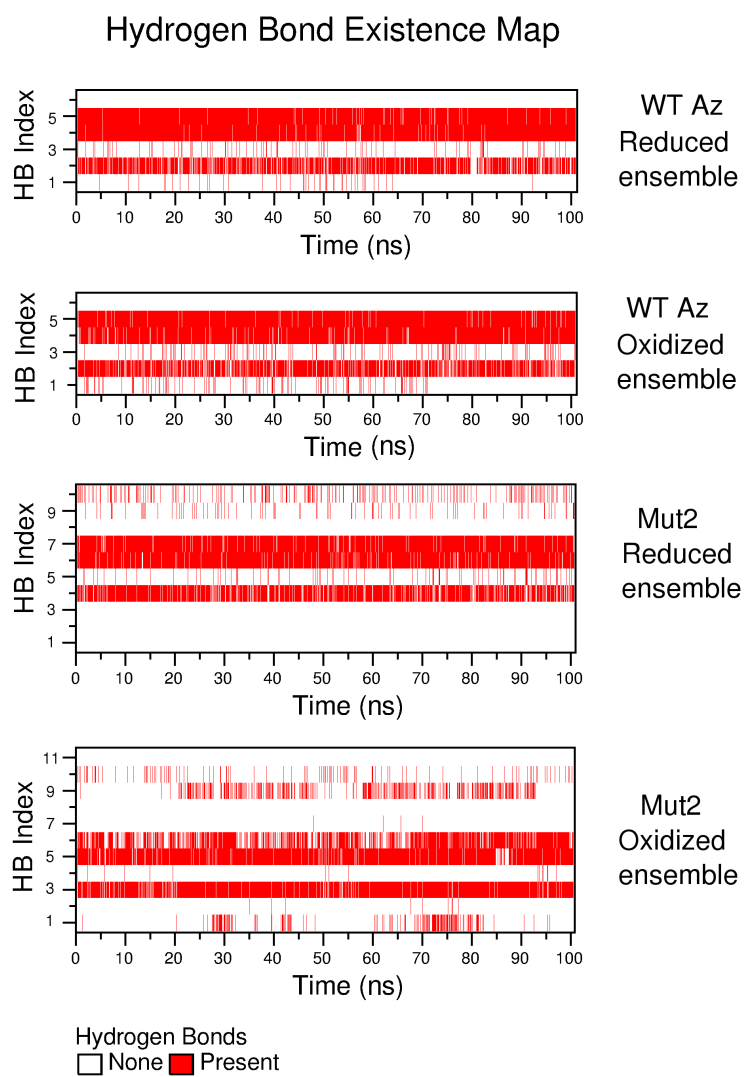 Hydrogen Bond Existence Map
HB Index
5
3
1
0 10 20 30 40 50 60 70 80 90 100
Time (ns)
WT Az
Reduced
ensemble
HB Index
5
3
1
0 10 20 30 40 50 60 70 80 90 100
Time (ns)
WT Az
Oxidized
ensemble
HB Index
9
7
5
3
1
0 10 20 30 40 50 60 70 80 90 100
Time (ns)
Mut2
Reduced
ensemble
HB Index
11
9
7
5
3
1
0 10 20 30 40 50 60 70 80 90 100
Time (ns)
Mut2
Oxidized
ensemble
Hydrogen Bonds
None Present